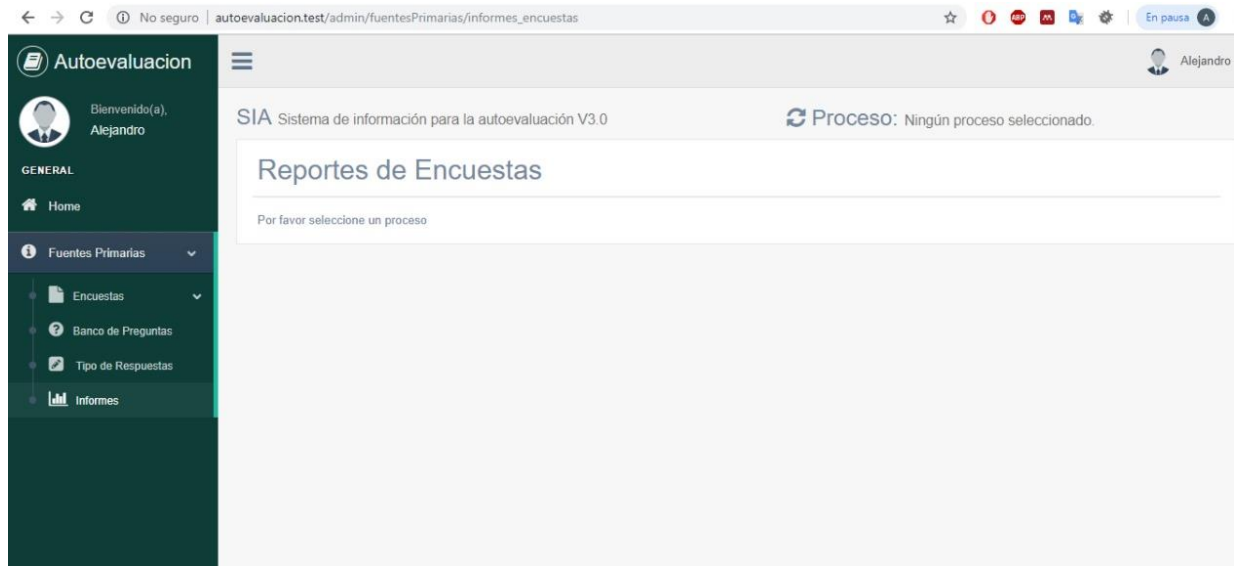 No seguro | autoevaluacion.test/admin/fuentesPrimarias/informes_encuestas
ABP
En pausa A
Autoevaluacion
Alejandro
Bienvenido(a),
Alejandro
SIA Sistema de información para la autoevaluación V3.0
Proceso: Ningún proceso seleccionado.
GENERAL
Reportes de Encuestas
Home
Por favor seleccione un proceso
Fuentes Primarias
Encuestas
Banco de Preguntas
Tipo de Respuestas
Informes